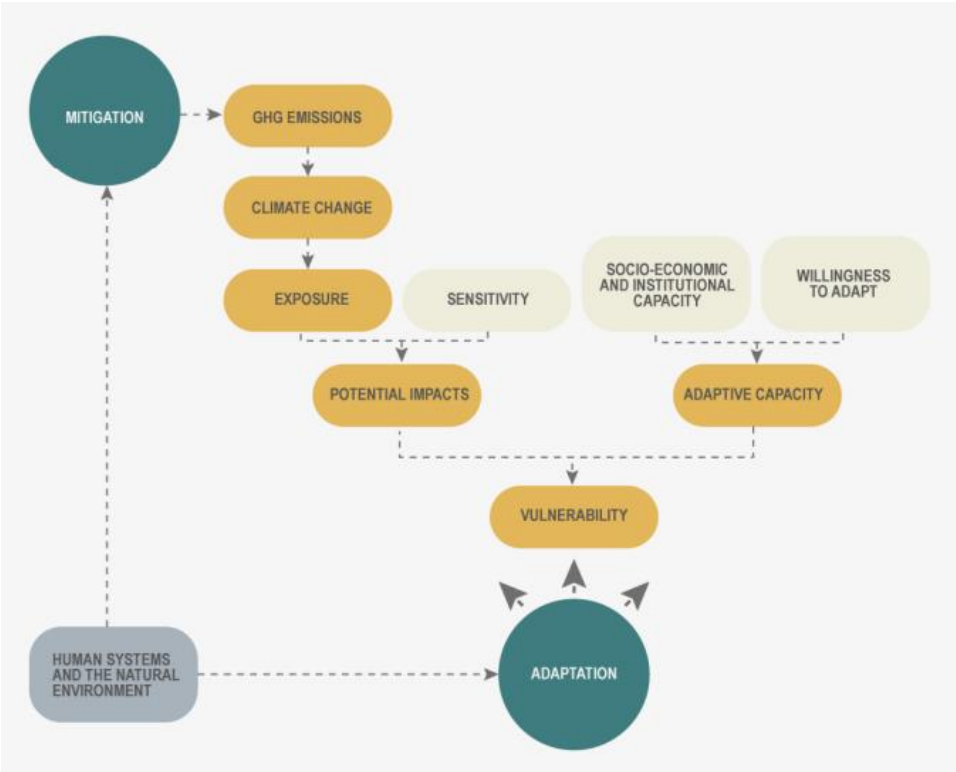 MITIGATION
GHG EMISSIONS
CLIMATE CHANGE
EXPOSURE
SENSITIVITY
SOCIO-ECONOMIC
AND INSTITUTIONAL
CAPACITY
WILLINGNESS
TO ADAPT
POTENTIAL IMPACTS
ADAPTIVE CAPACITY
VULNERABILITY
HUMAN SYSTEMS
AND THE NATURAL
ENVIRONMENT
ADAPTATION